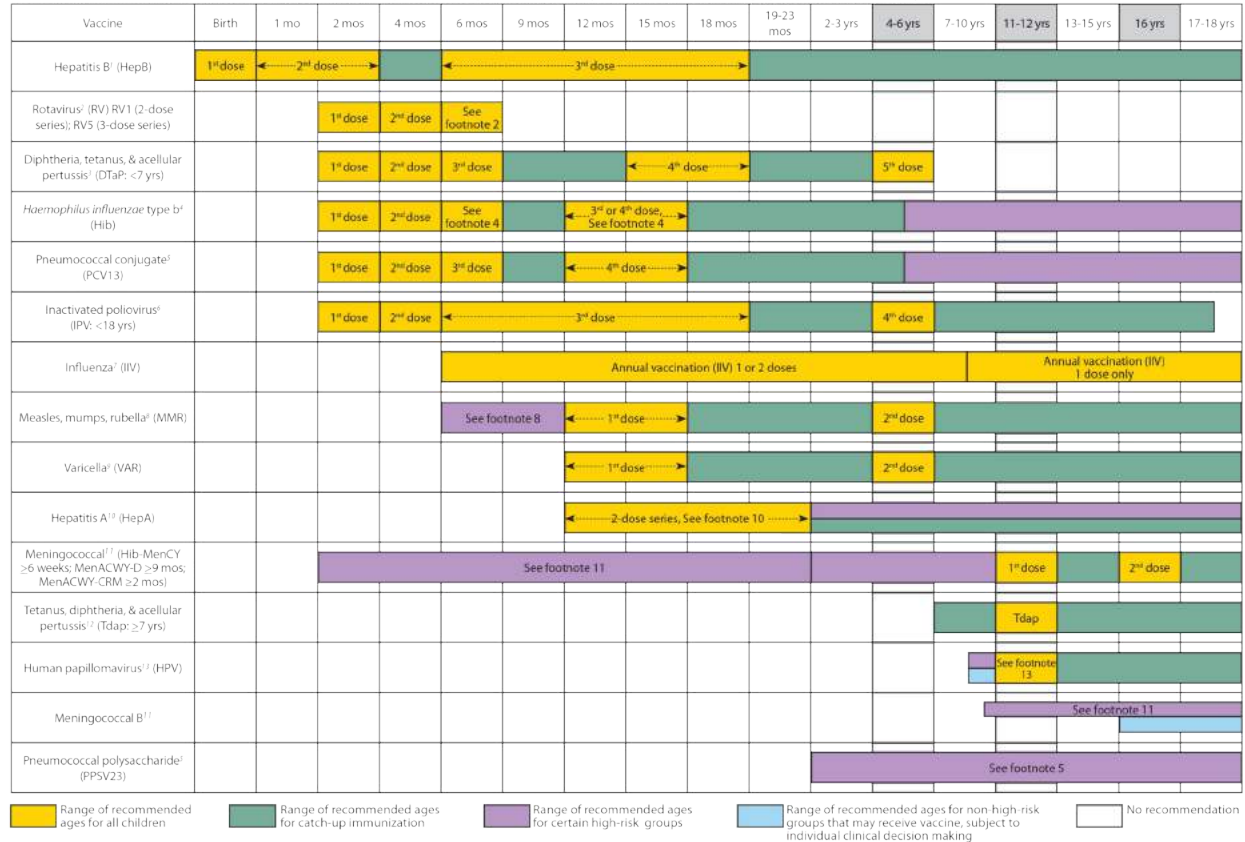 Vaccine Birth 1 mo 2 mos 4 mos 6 mos 9 mos 12 mos 15 mos 18 mos 19-23 mos 2-3 yrs 4-6 yrs 7-10 yrs 11-12 yrs 13-15 yrs 16 yrs 17-18 yrs
Hepatitis B¹ (HepB) 1st dose 2nd dose 3rd dose
Rotavirus² (RV) RV1 (2-dose
series); RV5 (3-dose series)
1st dose 2nd dose See
footnote 2
Diphtheria, tetanus, & acellular
pertussis³ (DTaP: <7 yrs)
1st dose 2nd dose 3rd dose 4th dose 5th dose
Haemophilus influenzae type b⁴
(Hib)
1st dose 2nd dose See
footnote 4
3rd or 4th dose,
See footnote 4
Pneumococcal conjugate⁵
(PCV13)
1st dose 2nd dose 3rd dose 4th dose
Inactivated poliovirus⁶
(IPV: <18 yrs)
1st dose 2nd dose 3rd dose 4th dose
Influenza⁷ (IIV) Annual vaccination (IIV) 1 or 2 doses
Annual vaccination (IIV)
1 dose only
Measles, mumps, rubella⁸ (MMR) See footnote 8 1st dose 2nd dose
Varicella⁹ (VAR) 1st dose 2nd dose
Hepatitis A¹⁰ (HepA) 2-dose series, See footnote 10
Meningococcal¹¹ (Hib-MenCY
≥6 weeks; MenACWY-D ≥9 mos;
MenACWY-CRM ≥2 mos)
See footnote 11 1st dose 2nd dose
Tetanus, diphtheria, & acellular
pertussis¹² (Tdap: ≥7 yrs)
Tdap
Human papillomavirus¹³ (HPV) See footnote
13
Meningococcal B¹¹ See footnote 11
Pneumococcal polysaccharide⁵
(PPSV23)
See footnote 5
Range of recommended
ages for all children
Range of recommended ages
for catch-up immunization
Range of recommended ages
for certain high-risk groups
Range of recommended ages for non-high-risk
groups that may receive vaccine, subject to
individual clinical decision making
No recommendation